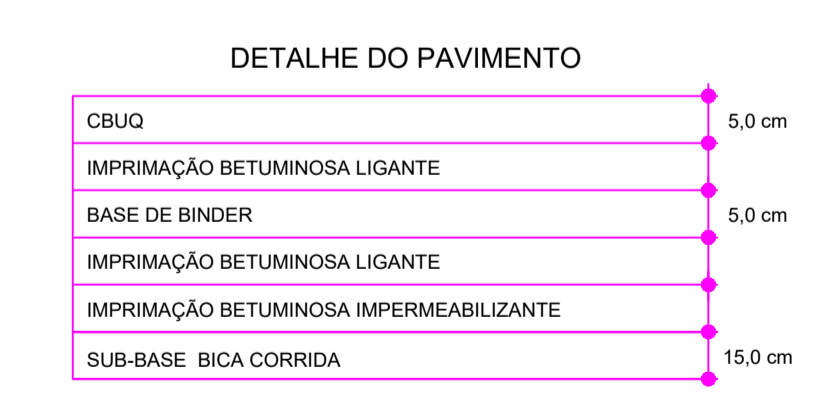 DETALHE DO PAVIMENTO
CBUQ
5,0 cm
IMPRIMAÇÃO BETUMINOSA LIGANTE
BASE DE BINDER
5,0 cm
IMPRIMAÇÃO BETUMINOSA LIGANTE
IMPRIMAÇÃO BETUMINOSA IMPERMEABILIZANTE
SUB-BASE BICA CORRIDA
15,0 cm